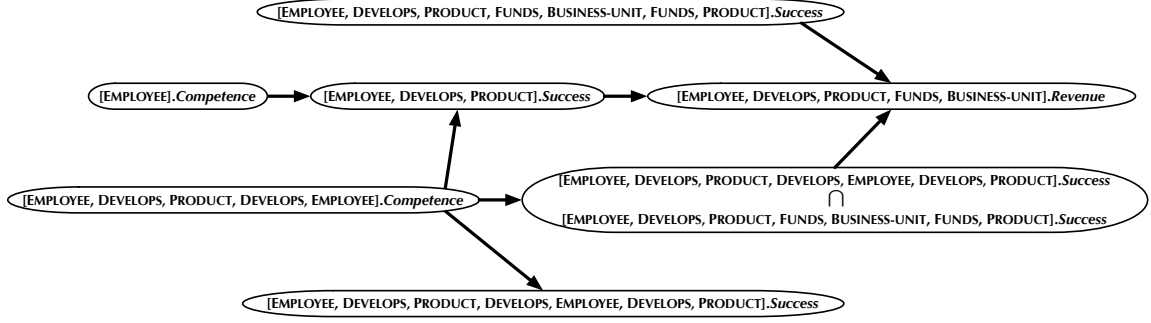 [EMPLOYEE, DEVELOPS, PRODUCT, FUNDS, BUSINESS-UNIT, FUNDS, PRODUCT].Success
[EMPLOYEE].Competence
[EMPLOYEE, DEVELOPS, PRODUCT].Success
[EMPLOYEE, DEVELOPS, PRODUCT, FUNDS, BUSINESS-UNIT].Revenue
[EMPLOYEE, DEVELOPS, PRODUCT, DEVELOPS, EMPLOYEE].Competence
[EMPLOYEE, DEVELOPS, PRODUCT, DEVELOPS, EMPLOYEE, DEVELOPS, PRODUCT].Success
∩
[EMPLOYEE, DEVELOPS, PRODUCT, FUNDS, BUSINESS-UNIT, FUNDS, PRODUCT].Success
[EMPLOYEE, DEVELOPS, PRODUCT, DEVELOPS, EMPLOYEE, DEVELOPS, PRODUCT].Success